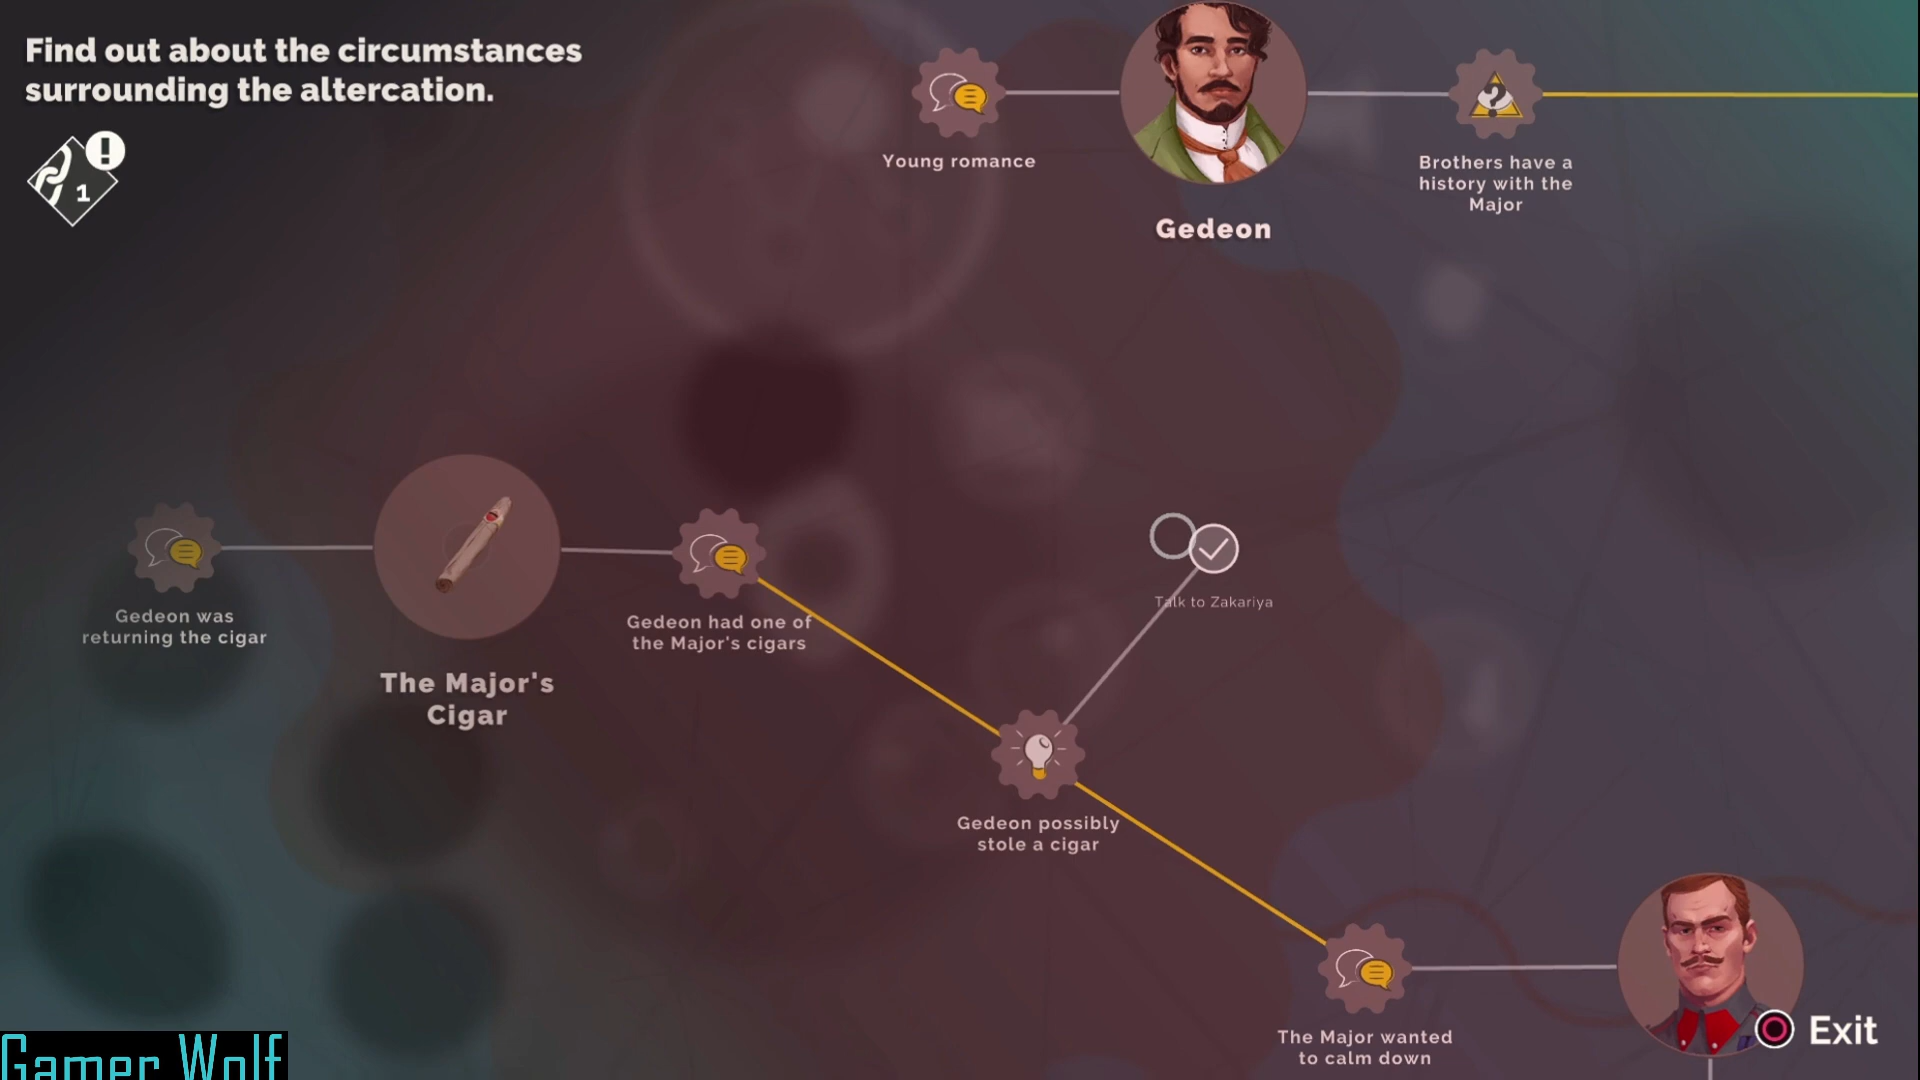 Find out about the circumstances
surrounding the altercation.
!
1
Young romance
Gedeon
?
Brothers have a
history with the
Major
Gedeon was
returning the cigar
The Major's
Cigar
Gedeon had one of
the Major's cigars
Talk to Zakariya
Gedeon possibly
stole a cigar
The Major wanted
to calm down
Exit
Gamer Wolf